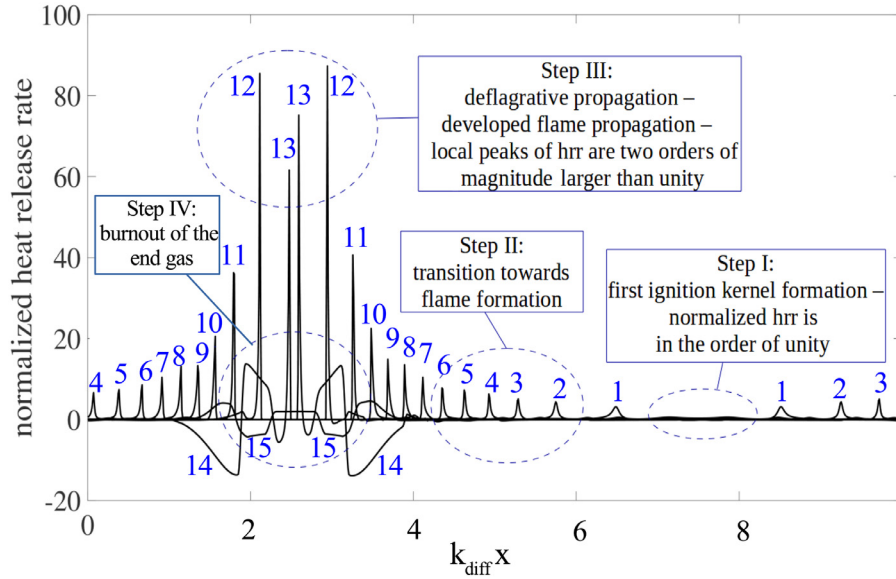 100
80
60
40
20
0
-20
normalized heat release rate
12
13
12
13
Step III:
deflagrative propagation –
developed flame propagation –
local peaks of hrr are two orders of
magnitude larger than unity
Step IV:
burnout of the
end gas
11
11
Step II:
transition towards
flame formation
Step I:
first ignition kernel formation –
normalized hrr is
in the order of unity
10
10
4
5
6
7
8
9
9
8
7
6
5
4
3
2
1
1
2
3
14
15
15
14
0
2
4
6
8
k_diff x